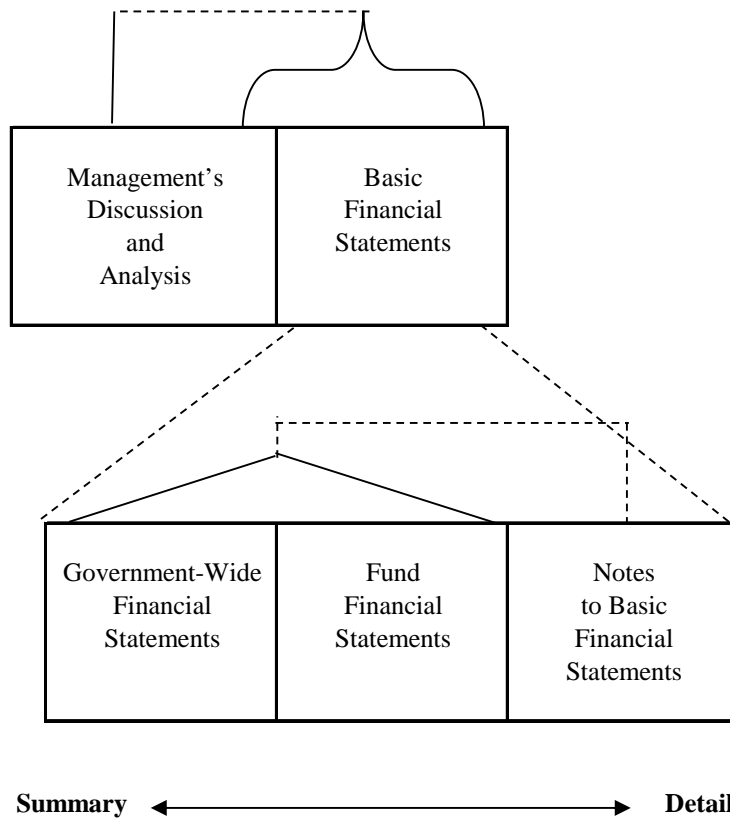 Management’s
Discussion
and
Analysis
Basic
Financial
Statements
Government-Wide
Financial
Statements
Fund
Financial
Statements
Notes
to Basic
Financial
Statements
Summary
Detail